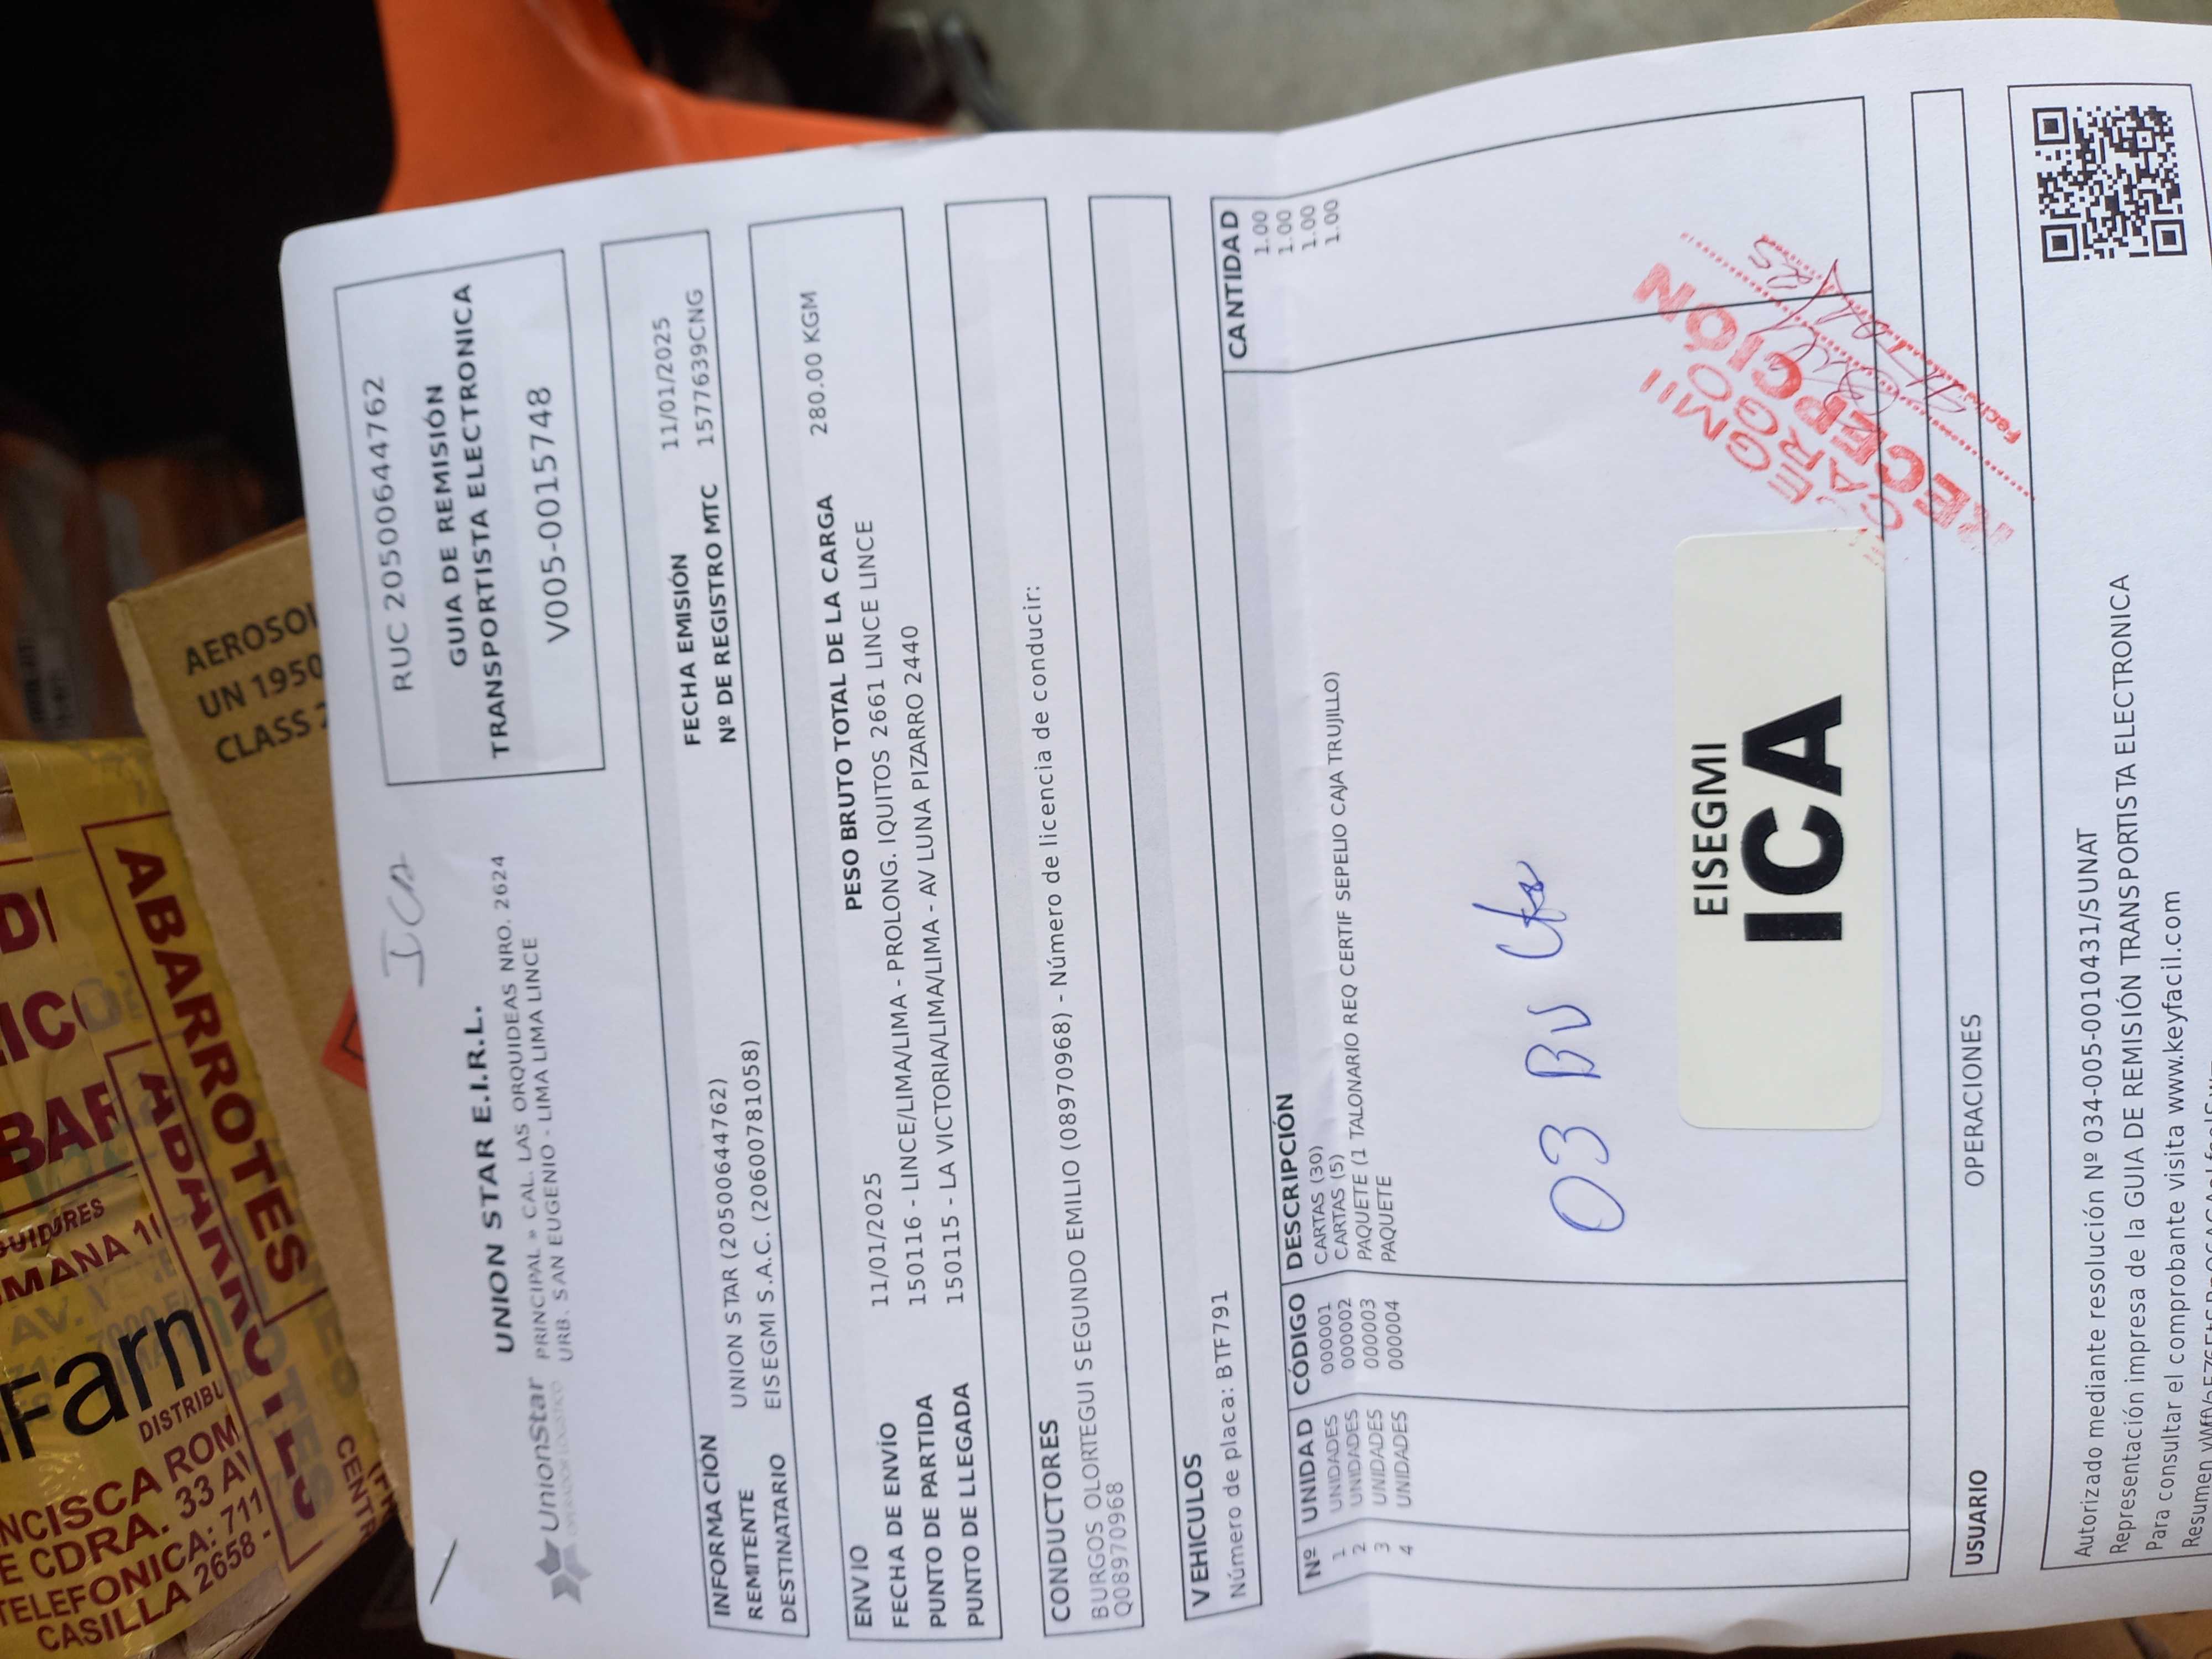 ICA
RUC 20500644762
GUIA DE REMISIÓN
TRANSPORTISTA ELECTRONICA
V005-0015748
Unionstar
UNION STAR E.I.R.L.
PRINCIPAL » CAL. LAS ORQUIDEAS NRO. 2624
URB. SAN EUGENIO - LIMA LIMA LINCE
INFORMACIÓN
REMITENTE UNION STAR (20500644762)
DESTINATARIO EISEGMI S.A.C. (20600781058)
FECHA EMISIÓN 11/01/2025
Nº DE REGISTRO MTC 1577639CNG
ENVIO
FECHA DE ENVÍO 11/01/2025
PESO BRUTO TOTAL DE LA CARGA 280.00 KGM
PUNTO DE PARTIDA 150116 - LINCE/LIMA/LIMA - PROLONG. IQUITOS 2661 LINCE LINCE
PUNTO DE LLEGADA 150115 - LA VICTORIA/LIMA/LIMA - AV LUNA PIZARRO 2440
CONDUCTORES
BURGOS OLORTEGUI SEGUNDO EMILIO (08970968) - Número de licencia de conducir:
Q08970968
VEHICULOS
Número de placa: BTF791
Nº UNIDAD CÓDIGO DESCRIPCIÓN CANTIDAD
1 UNIDADES 000001 CARTAS (30) 1.00
2 UNIDADES 000002 CARTAS (5) 1.00
3 UNIDADES 000003 PAQUETE (1 TALONARIO REQ CERTIF SEPELIO CAJA TRUJILLO) 1.00
4 UNIDADES 000004 PAQUETE 1.00
03 BU
EISEGMI
ICA
CARGO
RECEPCIÓN
USUARIO OPERACIONES
Autorizado mediante resolución Nº 034-005-0010431/SUNAT
Representación impresa de la GUIA DE REMISIÓN TRANSPORTISTA ELECTRONICA
Para consultar el comprobante visita www.keyfacil.com
Resumen
AEROSOL
UN 1950
CLASS 2
ABARROTES
DISTRIBU
NCISCA ROM
E CDRA. 33 AV
TELEFONICA: 711
CASILLA 2658 -